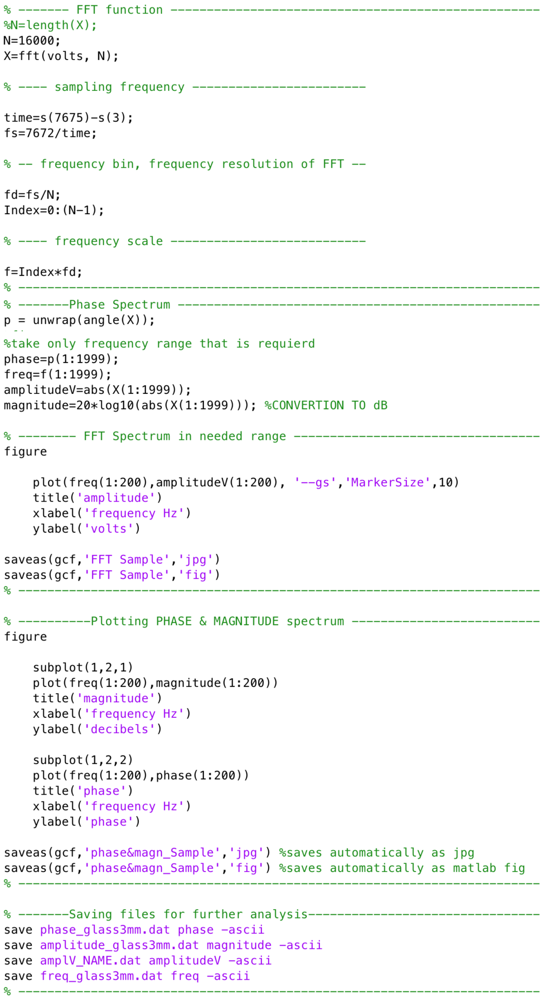 % ------- FFT function ---------------------------------------------------
%N=length(X);
N=16000;
X=fft(volts, N);
% ---- sampling frequency ------------------------
time=s(7675)-s(3);
fs=7672/time;
% -- frequency bin, frequency resolution of FFT --
fd=fs/N;
Index=0:(N-1);
% ---- frequency scale ---------------------------
f=Index*fd;
% ------------------------------------------------------------------------
% -------Phase Spectrum --------------------------------------------------
p = unwrap(angle(X));
%take only frequency range that is requierd
phase=p(1:1999);
freq=f(1:1999);
amplitudeV=abs(X(1:1999));
magnitude=20*log10(abs(X(1:1999))); %CONVERTION TO dB
% -------- FFT Spectrum in needed range ----------------------------------
figure
plot(freq(1:200),amplitudeV(1:200), '--gs','MarkerSize',10)
title('amplitude')
xlabel('frequency Hz')
ylabel('volts')
saveas(gcf,'FFT Sample','jpg')
saveas(gcf,'FFT Sample','fig')
% ------------------------------------------------------------------------
% ----------Plotting PHASE & MAGNITUDE spectrum --------------------------
figure
subplot(1,2,1)
plot(freq(1:200),magnitude(1:200))
title('magnitude')
xlabel('frequency Hz')
ylabel('decibels')
subplot(1,2,2)
plot(freq(1:200),phase(1:200))
title('phase')
xlabel('frequency Hz')
ylabel('phase')
saveas(gcf,'phase&magn_Sample','jpg') %saves automatically as jpg
saveas(gcf,'phase&magn_Sample','fig') %saves automatically as matlab fig
% ------------------------------------------------------------------------
% -------Saving files for further analysis--------------------------------
save phase_glass3mm.dat phase -ascii
save amplitude_glass3mm.dat magnitude -ascii
save amplV_NAME.dat amplitudeV -ascii
save freq_glass3mm.dat freq -ascii
% ------------------------------------------------------------------------